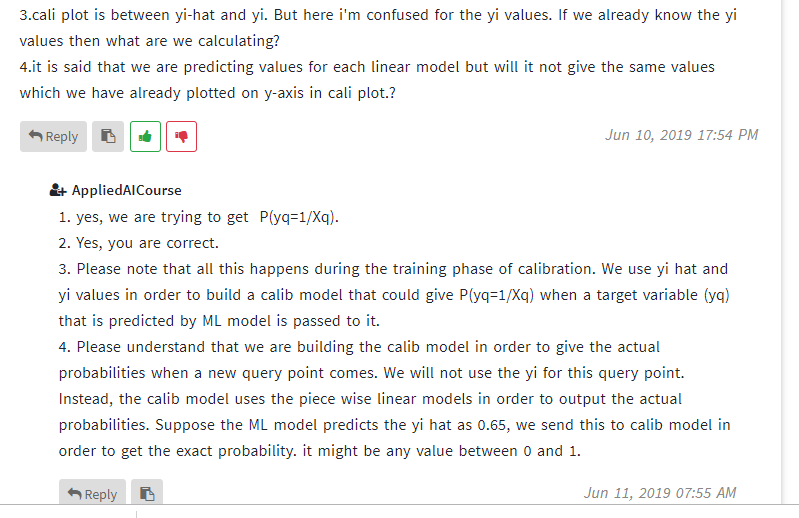 3.cali plot is between yi-hat and yi. But here i'm confused for the yi values. If we already know the yi
values then what are we calculating?
4.it is said that we are predicting values for each linear model but will it not give the same values
which we have already plotted on y-axis in cali plot.?
Reply
Jun 10, 2019 17:54 PM
AppliedAICourse
1. yes, we are trying to get  P(yq=1/Xq).
2. Yes, you are correct.
3. Please note that all this happens during the training phase of calibration. We use yi hat and
yi values in order to build a calib model that could give P(yq=1/Xq) when a target variable (yq)
that is predicted by ML model is passed to it.
4. Please understand that we are building the calib model in order to give the actual
probabilities when a new query point comes. We will not use the yi for this query point.
Instead, the calib model uses the piece wise linear models in order to output the actual
probabilities. Suppose the ML model predicts the yi hat as 0.65, we send this to calib model in
order to get the exact probability. it might be any value between 0 and 1.
Reply
Jun 11, 2019 07:55 AM